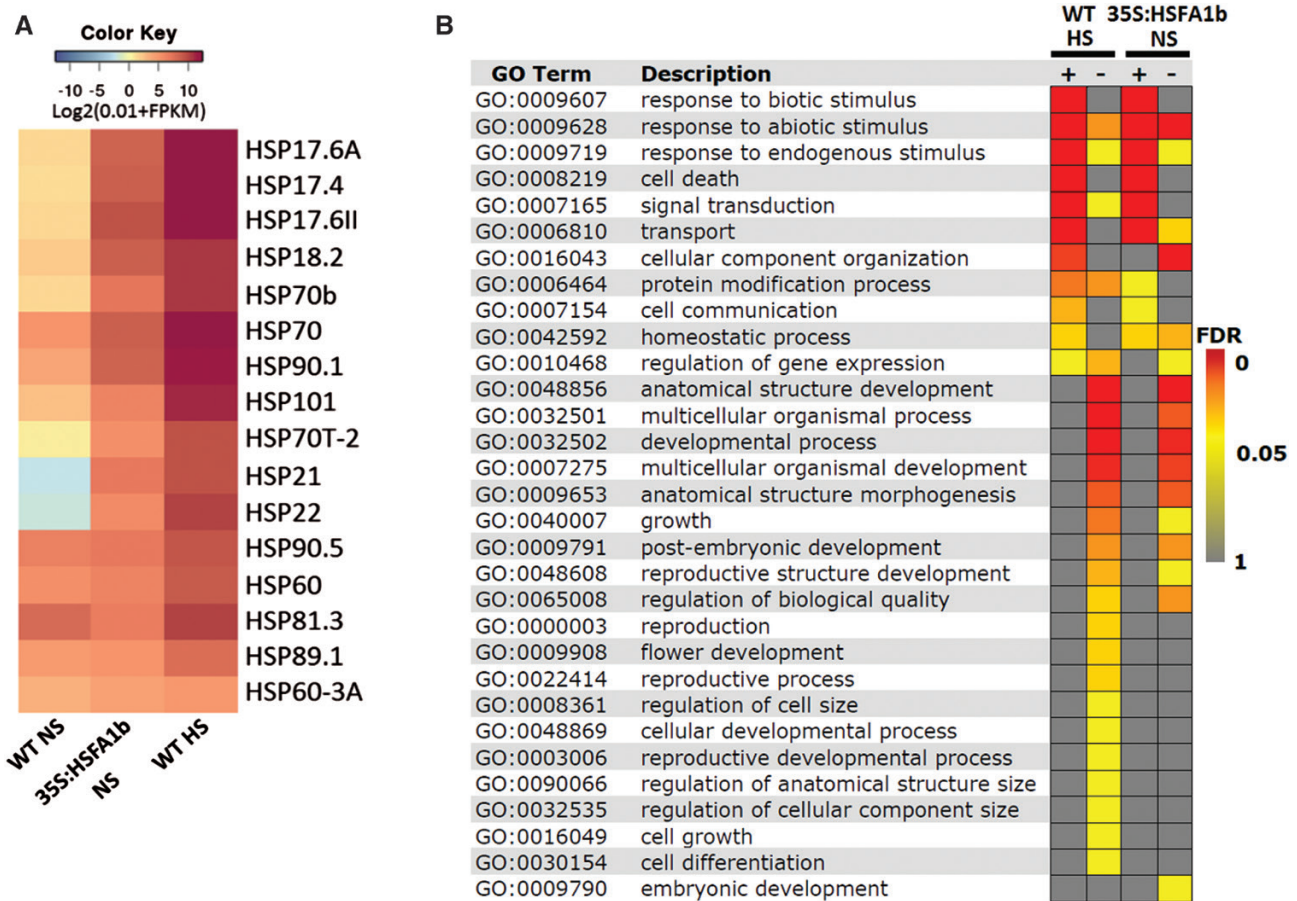 A
Color Key
-10 -5 0 5 10
Log2(0.01+FPKM)
HSP17.6A
HSP17.4
HSP17.6II
HSP18.2
HSP70b
HSP70
HSP90.1
HSP101
HSP70T-2
HSP21
HSP22
HSP90.5
HSP60
HSP81.3
HSP89.1
HSP60-3A
WT NS
35S:HSFA1b
NS
WT HS
B
WT 35S:HSFA1b
HS NS
GO Term Description + - + -
GO:0009607 response to biotic stimulus
GO:0009628 response to abiotic stimulus
GO:0009719 response to endogenous stimulus
GO:0008219 cell death
GO:0007165 signal transduction
GO:0006810 transport
GO:0016043 cellular component organization
GO:0006464 protein modification process
GO:0007154 cell communication
GO:0042592 homeostatic process
GO:0010468 regulation of gene expression
GO:0048856 anatomical structure development
GO:0032501 multicellular organismal process
GO:0032502 developmental process
GO:0007275 multicellular organismal development
GO:0009653 anatomical structure morphogenesis
GO:0040007 growth
GO:0009791 post-embryonic development
GO:0048608 reproductive structure development
GO:0065008 regulation of biological quality
GO:0000003 reproduction
GO:0009908 flower development
GO:0022414 reproductive process
GO:0008361 regulation of cell size
GO:0048869 cellular developmental process
GO:0003006 reproductive developmental process
GO:0090066 regulation of anatomical structure size
GO:0032535 regulation of cellular component size
GO:0016049 cell growth
GO:0030154 cell differentiation
GO:0009790 embryonic development
FDR
0
0.05
1